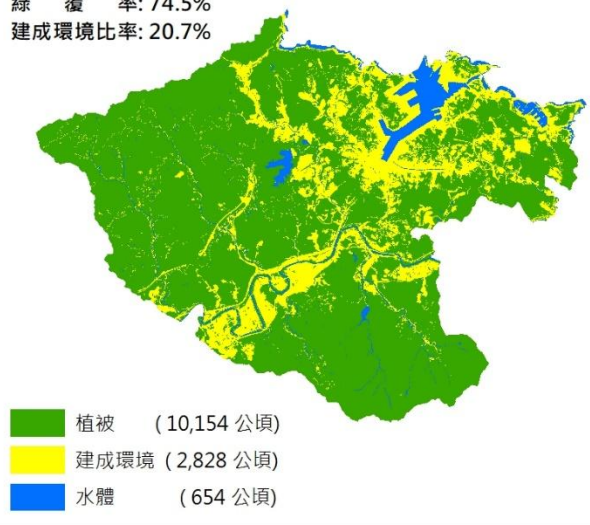 綠覆率: 74.5%
建成環境比率: 20.7%
植被 (10,154 公頃)
建成環境 (2,828 公頃)
水體 (654 公頃)